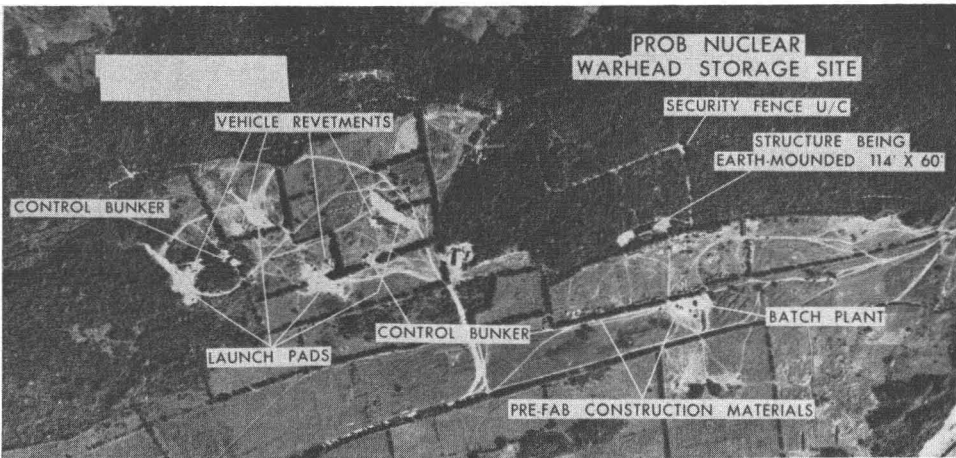 PROB NUCLEAR
WARHEAD STORAGE SITE
SECURITY FENCE U/C
VEHICLE REVETMENTS
STRUCTURE BEING
EARTH-MOUNDED 114' X 60'
CONTROL BUNKER
CONTROL BUNKER
BATCH PLANT
LAUNCH PADS
PRE-FAB CONSTRUCTION MATERIALS